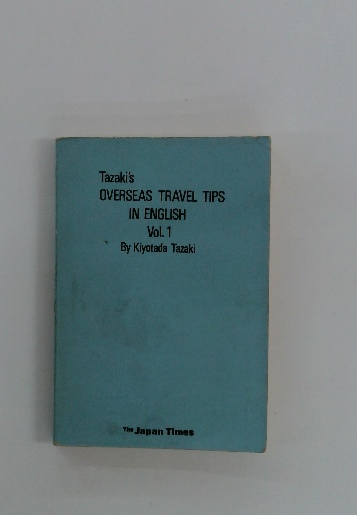 Tazaki's
OVERSEAS TRAVEL TIPS
IN ENGLISH
Vol. 1
By Kiyotada Tazaki
The Japan Times